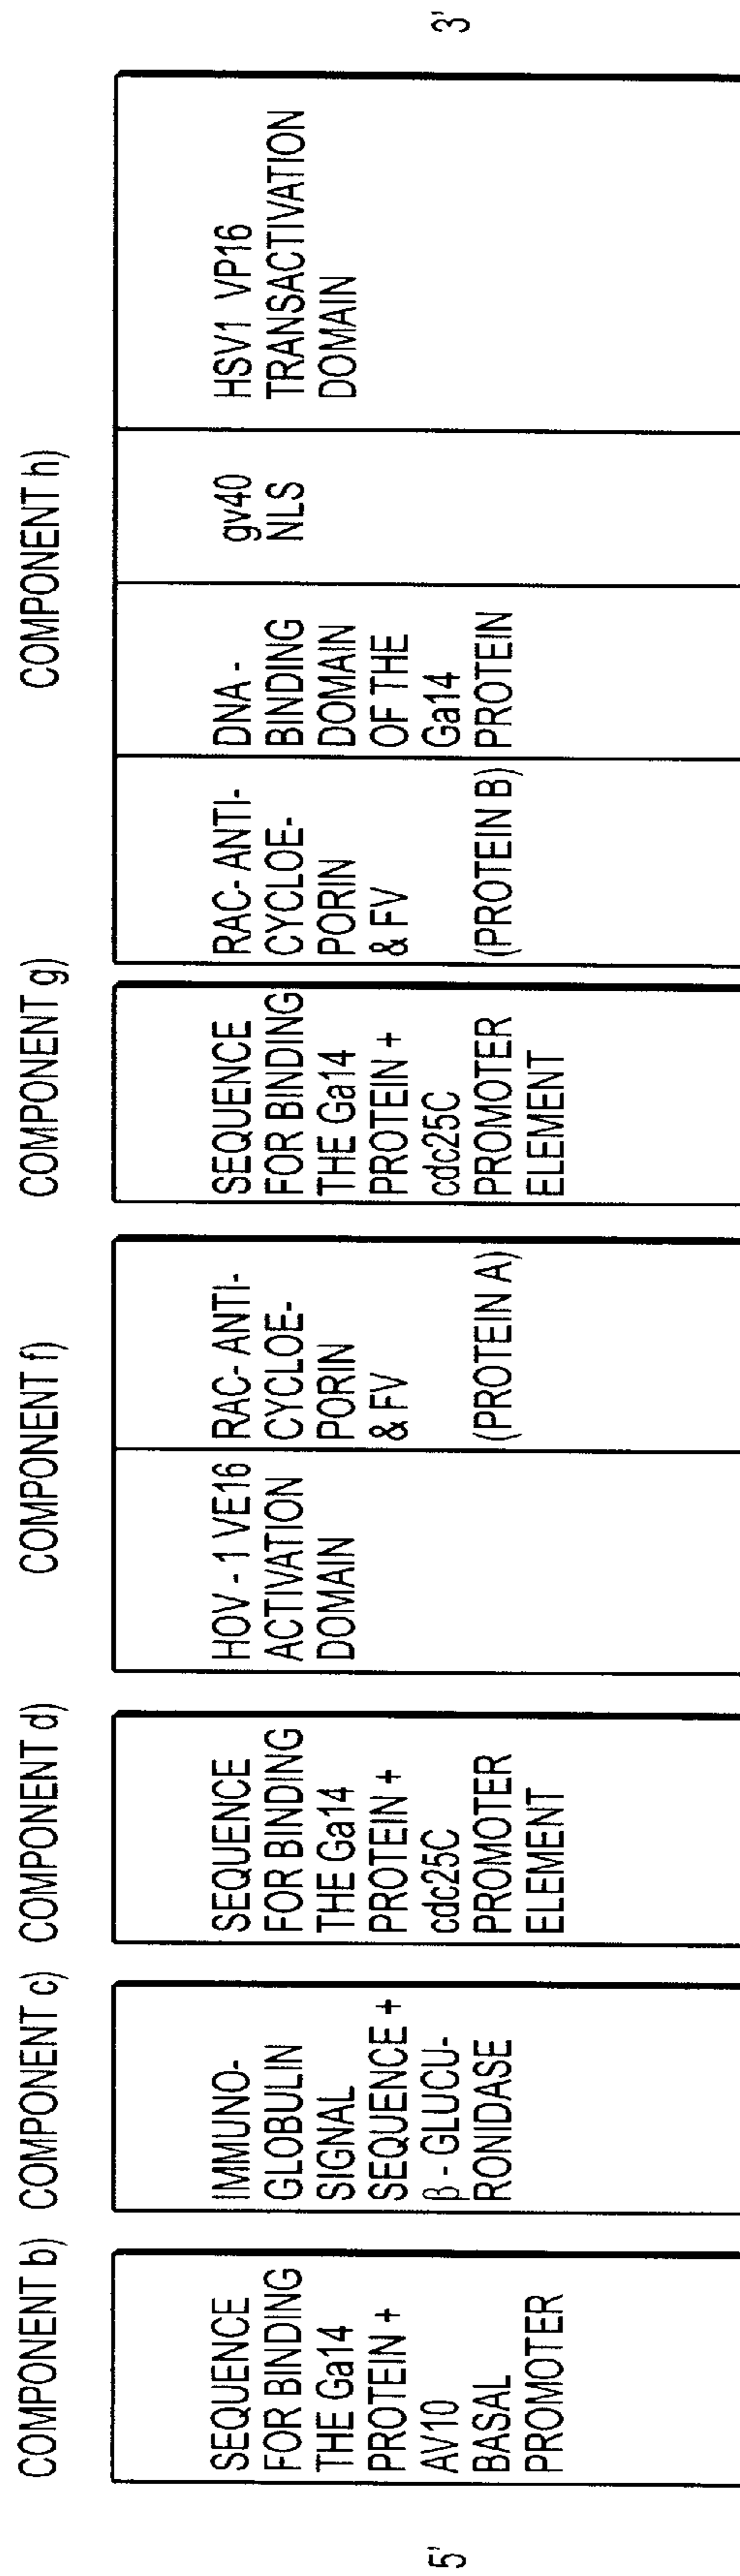 5'
COMPONENT b)
SEQUENCE
FOR BINDING
THE Ga14
PROTEIN +
AV10
BASAL
PROMOTER
COMPONENT c)
IMMUNO-
GLOBULIN
SIGNAL
SEQUENCE +
β - GLUCU-
RONIDASE
COMPONENT d)
SEQUENCE
FOR BINDING
THE Ga14
PROTEIN +
cdc25C
PROMOTER
ELEMENT
COMPONENT f)
HOV - 1 VE16
ACTIVATION
DOMAIN
RAC- ANTI-
CYCLOE-
PORIN
& FV
(PROTEIN A)
COMPONENT g)
SEQUENCE
FOR BINDING
THE Ga14
PROTEIN +
cdc25C
PROMOTER
ELEMENT
COMPONENT h)
RAC- ANTI-
CYCLOE-
PORIN
& FV
(PROTEIN B)
DNA -
BINDING
DOMAIN
OF THE
Ga14
PROTEIN
gv40
NLS
HSV1 VP16
TRANSACTIVATION
DOMAIN
3'